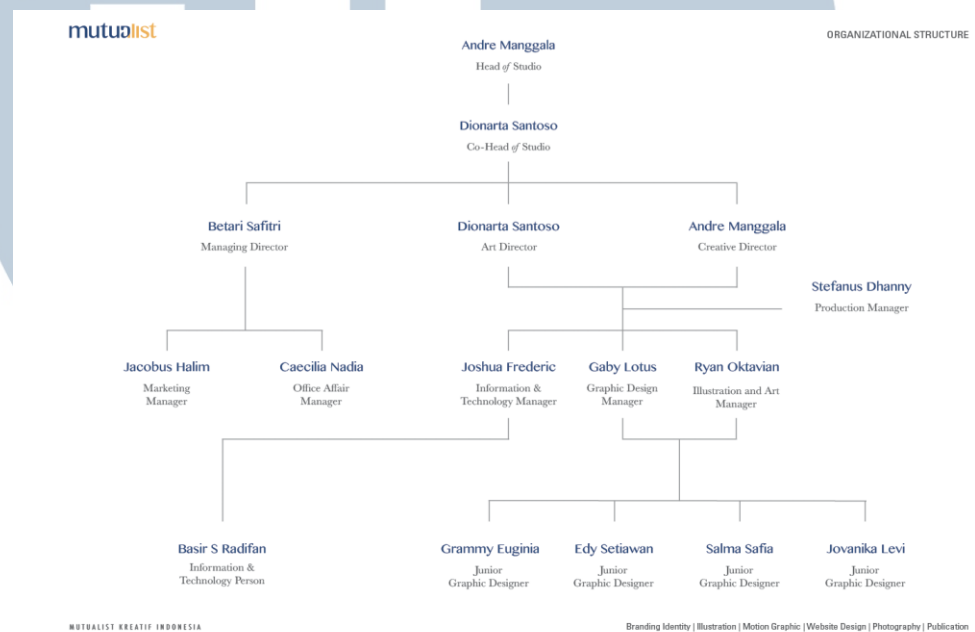 mutualist
ORGANIZATIONAL STRUCTURE
Andre Manggala
Head of Studio
Dionarta Santoso
Co-Head of Studio
Betari Safitri
Managing Director
Dionarta Santoso
Art Director
Andre Manggala
Creative Director
Stefanus Dhanny
Production Manager
Jacobus Halim
Marketing
Manager
Caecilia Nadia
Office Affair
Manager
Joshua Frederic
Information &
Technology Manager
Gaby Lotus
Graphic Design
Manager
Ryan Oktavian
Illustration and Art
Manager
Basir S Radifan
Information &
Technology Person
Grammy Euginia
Junior
Graphic Designer
Edy Setiawan
Junior
Graphic Designer
Salma Safia
Junior
Graphic Designer
Jovanika Levi
Junior
Graphic Designer
MUTUALIST KREATIF INDONESIA
Branding Identity | Illustration | Motion Graphic | Website Design | Photography | Publication